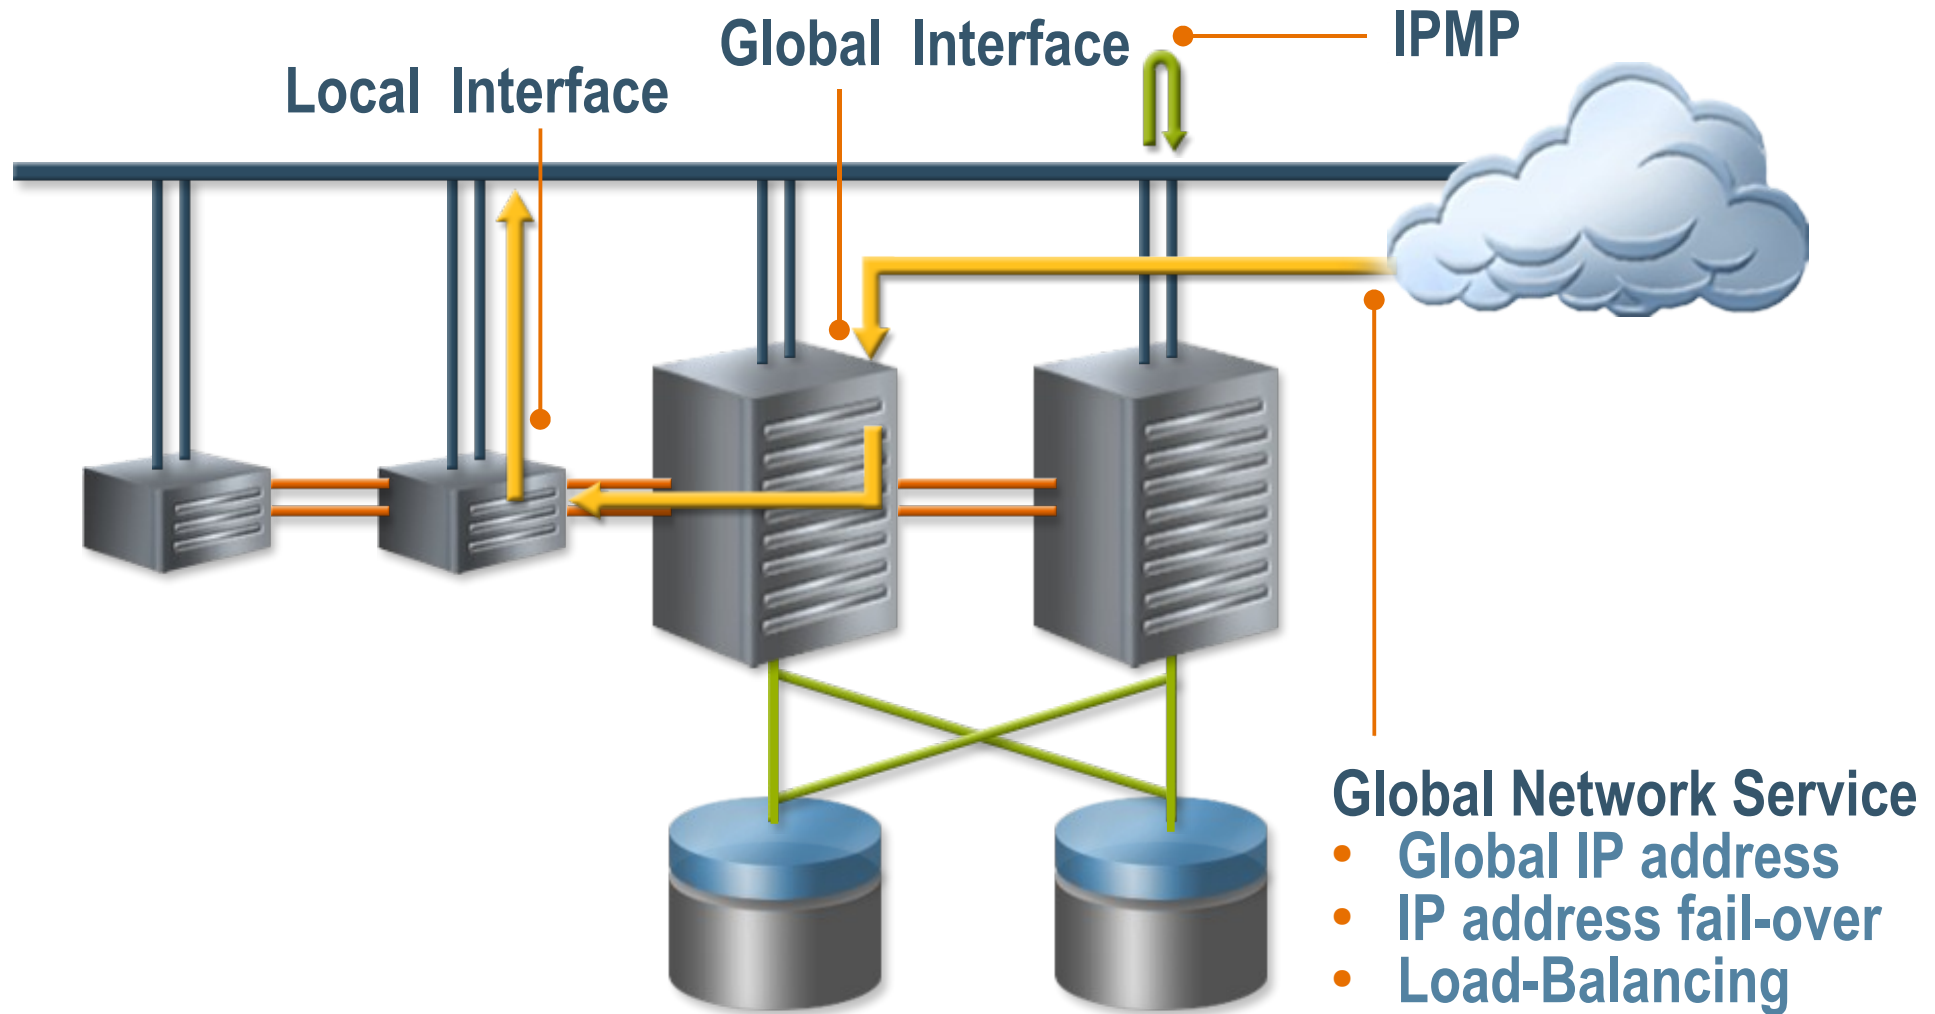 IPMP
Global Interface
Local Interface
Global Network Service
• Global IP address
• IP address fail-over
• Load-Balancing